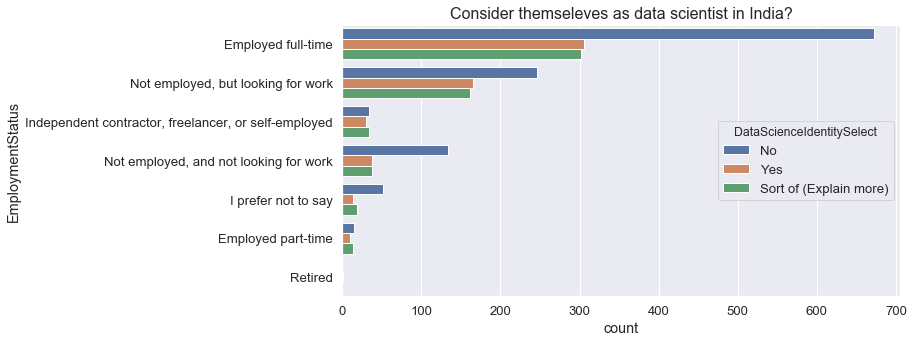 Consider themseleves as data scientist in India?
EmploymentStatus
Employed full-time
Not employed, but looking for work
Independent contractor, freelancer, or self-employed
Not employed, and not looking for work
I prefer not to say
Employed part-time
Retired
DataScienceIdentitySelect
No
Yes
Sort of (Explain more)
0 100 200 300 400 500 600 700
count